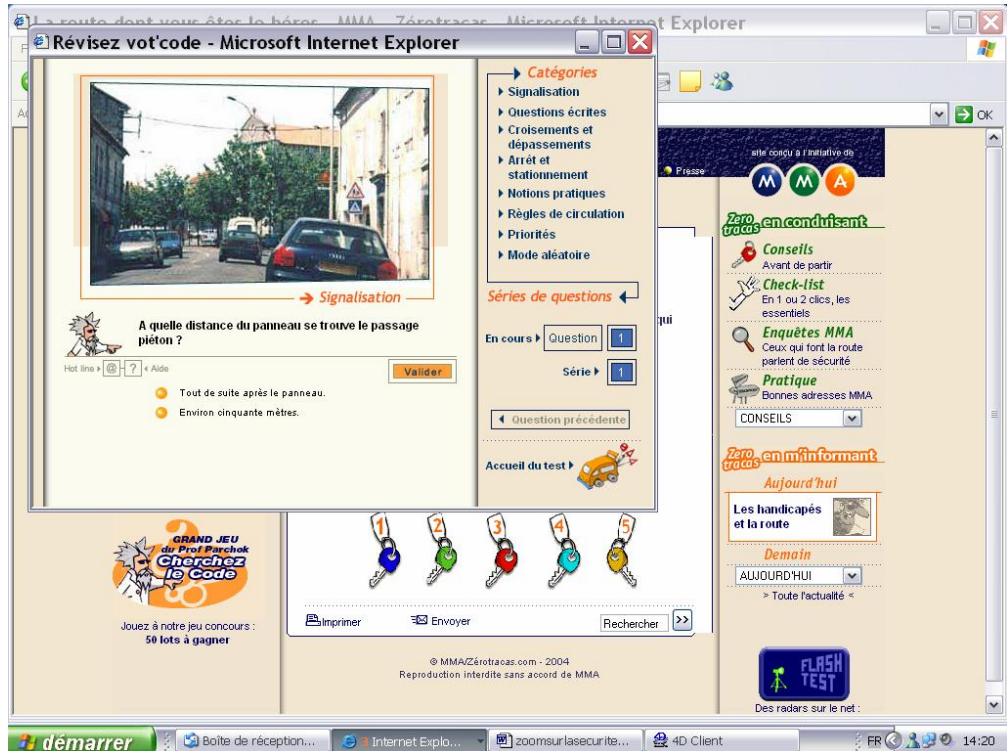 La route dont vous êtes le héros - MMA - Zérotracas - Microsoft Internet Explorer
Révisez vot'code - Microsoft Internet Explorer
Catégories
Signalisation
Questions écrites
Croisements et
dépassements
Arrêt et
stationnement
Notions pratiques
Règles de circulation
Priorités
Mode aléatoire
Signalisation
Séries de questions
A quelle distance du panneau se trouve le passage
piéton ?
Hot line @ - ? Aide
Valider
Tout de suite après le panneau.
Environ cinquante mètres.
En cours Question 1
Série 1
Question précédente
Accueil du test
OK
Presse
qui
site conçu à l'initiative de
MMA
Zero tracas en conduisant
Conseils
Avant de partir
Check-list
En 1 ou 2 clics, les
essentiels
Enquêtes MMA
Ceux qui font la route
parlent de sécurité
Pratique
Bonnes adresses MMA
CONSEILS
Zero tracas en m'informant
Aujourd'hui
Les handicapés
et la route
Demain
AUJOURD'HUI
> Toute l'actualité <
FLASH
TEST
Des radars sur le net :
GRAND JEU
du Prof Parchok
Cherchez
le Code
Jouez à notre jeu concours :
50 lots à gagner
1 2 3 4 5
Imprimer
Envoyer
Rechercher >>
© MMA/Zérotracas.com - 2004
Reproduction interdite sans accord de MMA
démarrer
Boîte de réception...
3 Internet Explo...
zoomsurlasecurite...
4D Client
FR
14:20